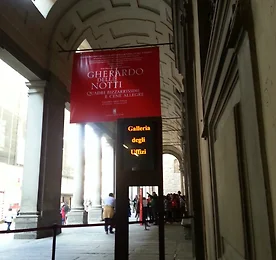 GHERARDO
DELLE
NOTTI
QUADRI BIZZARRISSIMI
E CENE ALLEGRE
Galleria
degli
Uffizi